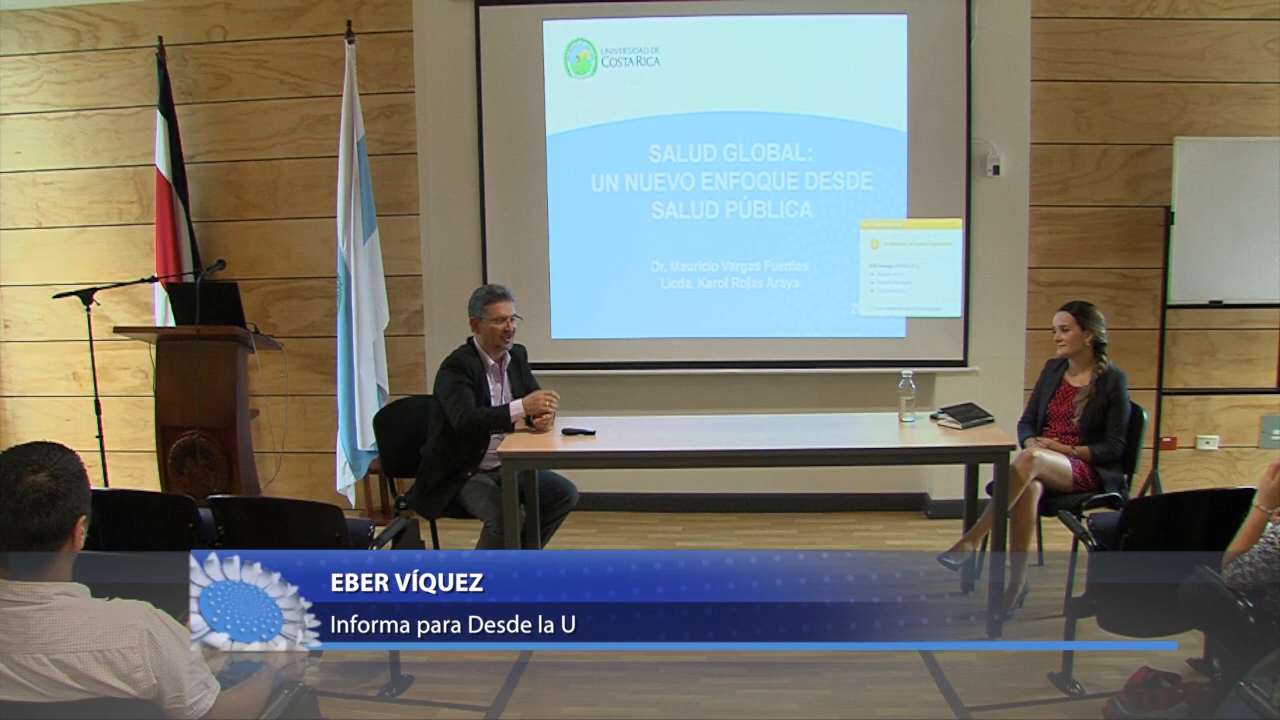 UNIVERSIDAD DE
COSTA RICA
SALUD GLOBAL:
UN NUEVO ENFOQUE DESDE
SALUD PÚBLICA
Dr. Mauricio Vargas Fuentes
Licda. Karol Rojas Araya
EBER VÍQUEZ
Informa para Desde la U